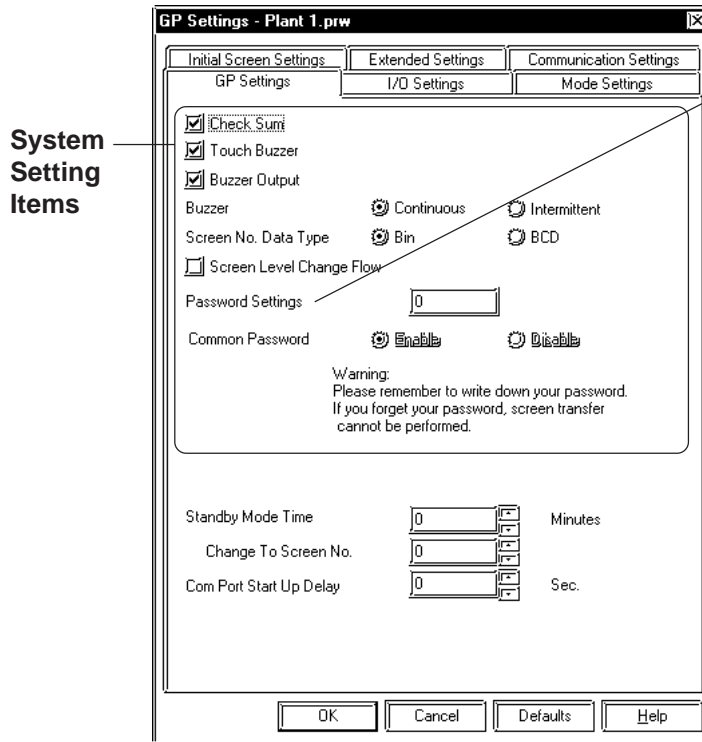 GP Settings - Plant 1.prw
Initial Screen Settings Extended Settings Communication Settings
GP Settings I/O Settings Mode Settings
System
Setting
Items
Check Sum
Touch Buzzer
Buzzer Output
Buzzer Continuous Intermittent
Screen No. Data Type Bin BCD
Screen Level Change Flow
Password Settings 0
Common Password Enable Disable
Warning:
Please remember to write down your password.
If you forget your password, screen transfer
cannot be performed.
Standby Mode Time 0 Minutes
Change To Screen No. 0
Com Port Start Up Delay 0 Sec.
OK Cancel Defaults Help